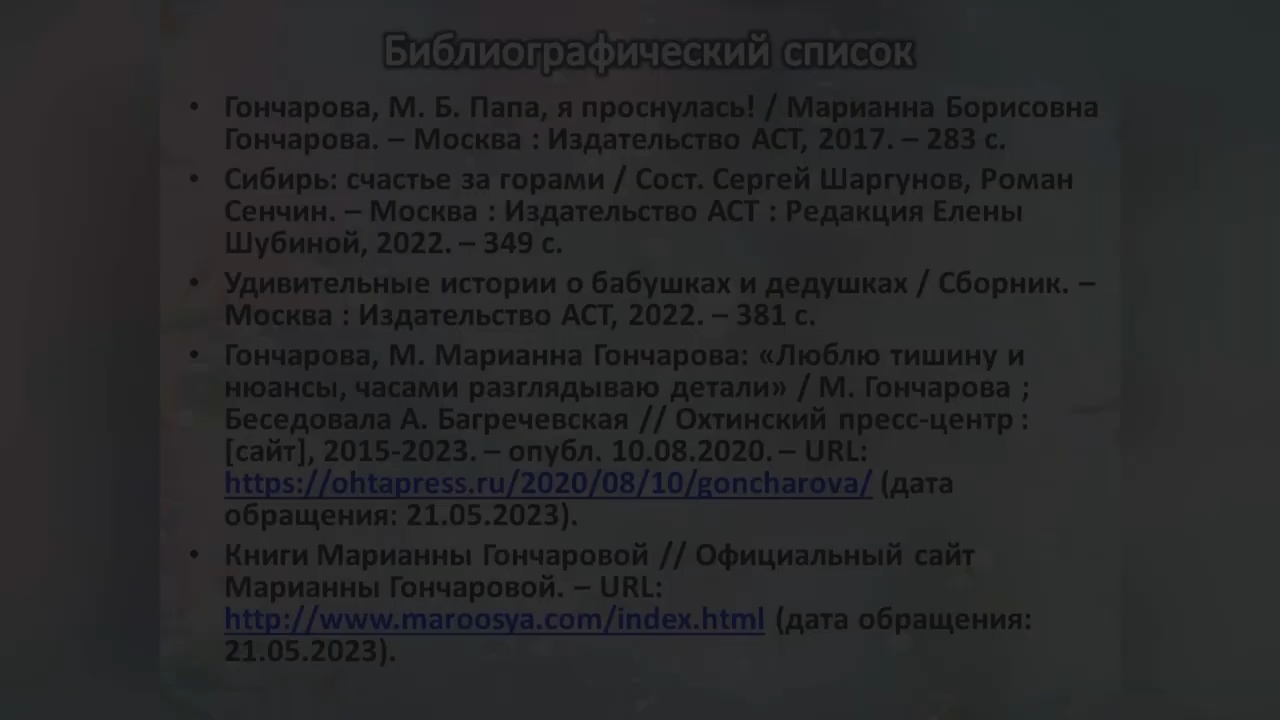 Библиографический список
• Гончарова, М. Б. Папа, я проснулась! / Марианна Борисовна
Гончарова. – Москва : Издательство АСТ, 2017. – 283 с.
• Сибирь: счастье за горами / Сост. Сергей Шаргунов, Роман
Сенчин. – Москва : Издательство АСТ : Редакция Елены
Шубиной, 2022. – 349 с.
• Удивительные истории о бабушках и дедушках / Сборник. –
Москва : Издательство АСТ, 2022. – 381 с.
• Гончарова, М. Марианна Гончарова: «Люблю тишину и
нюансы, часами разглядываю детали» / М. Гончарова ;
Беседовала А. Багречевская // Охтинский пресс-центр :
[сайт], 2015-2023. – опубл. 10.08.2020. – URL:
https://ohtapress.ru/2020/08/10/goncharova/ (дата
обращения: 21.05.2023).
• Книги Марианны Гончаровой // Официальный сайт
Марианны Гончаровой. – URL:
http://www.maroosya.com/index.html (дата обращения:
21.05.2023).